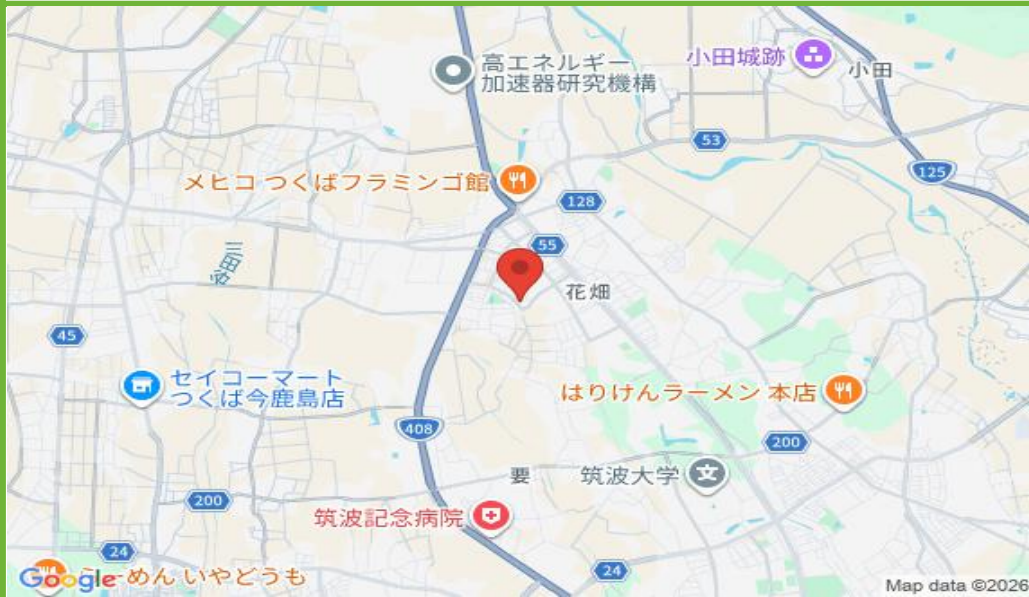 高エネルギー
加速器研究機構
小田城跡
小田
53
125
メヒコ つくばフラミンゴ館
128
55
花畑
45
セイコーマート
つくば今鹿島店
はりけんラーメン 本店
408
200
要
筑波大学
200
筑波記念病院
24
らーめん いやどうも
24
Google
Map data ©2026